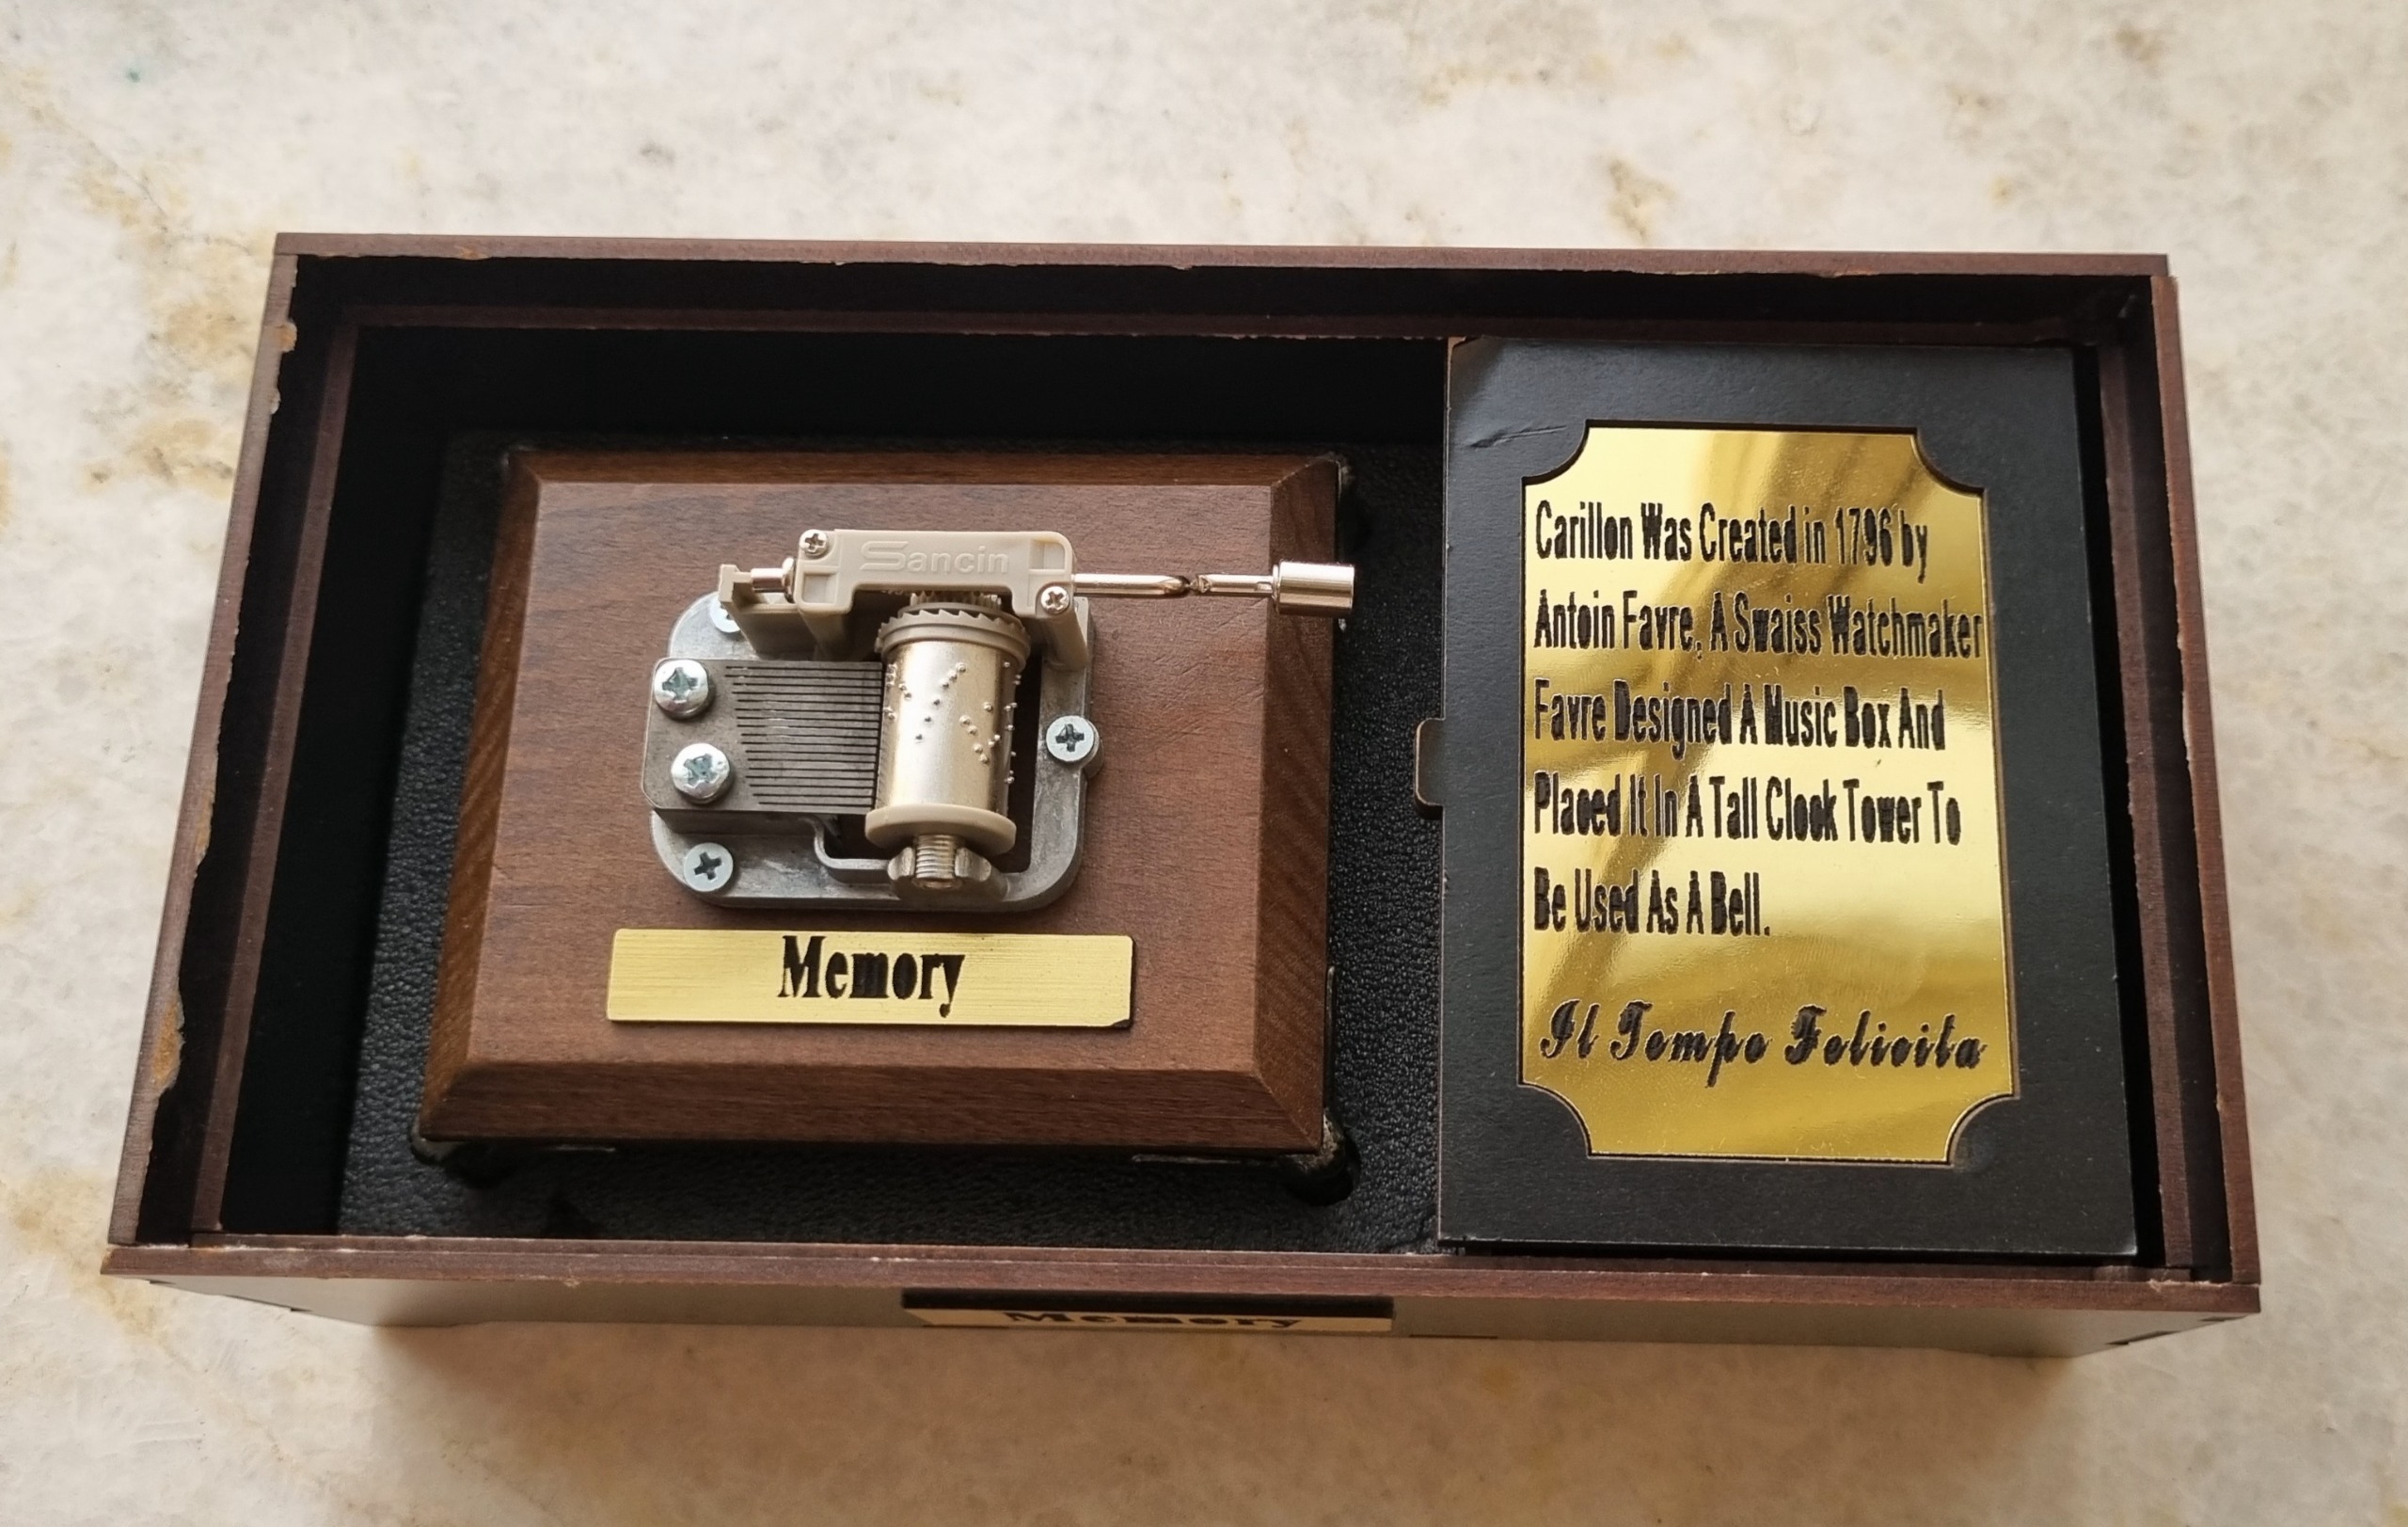 Sancin
Memory
Carillon Was Created in 1796 by
Antoin Favre, A Swaiss Watchmaker
Favre Designed A Music Box And
Placed It In A Tall Clock Tower To
Be Used As A Bell.
Il Tempo Felicita
Memory